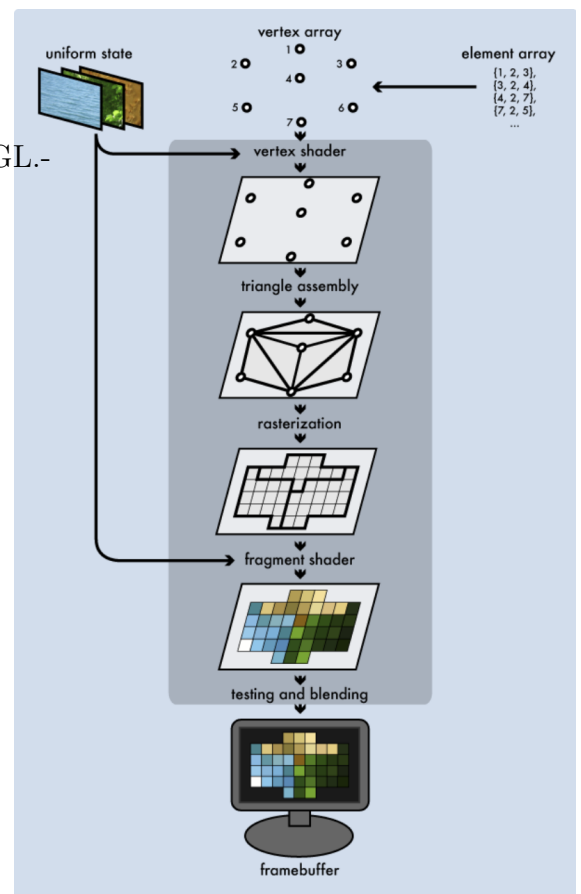 vertex array
uniform state
element array
1
2
3
4
5
6
7
{1, 2, 3},
{3, 2, 4},
{4, 2, 7},
{7, 2, 5},
...
GL.-
vertex shader
triangle assembly
rasterization
fragment shader
testing and blending
framebuffer